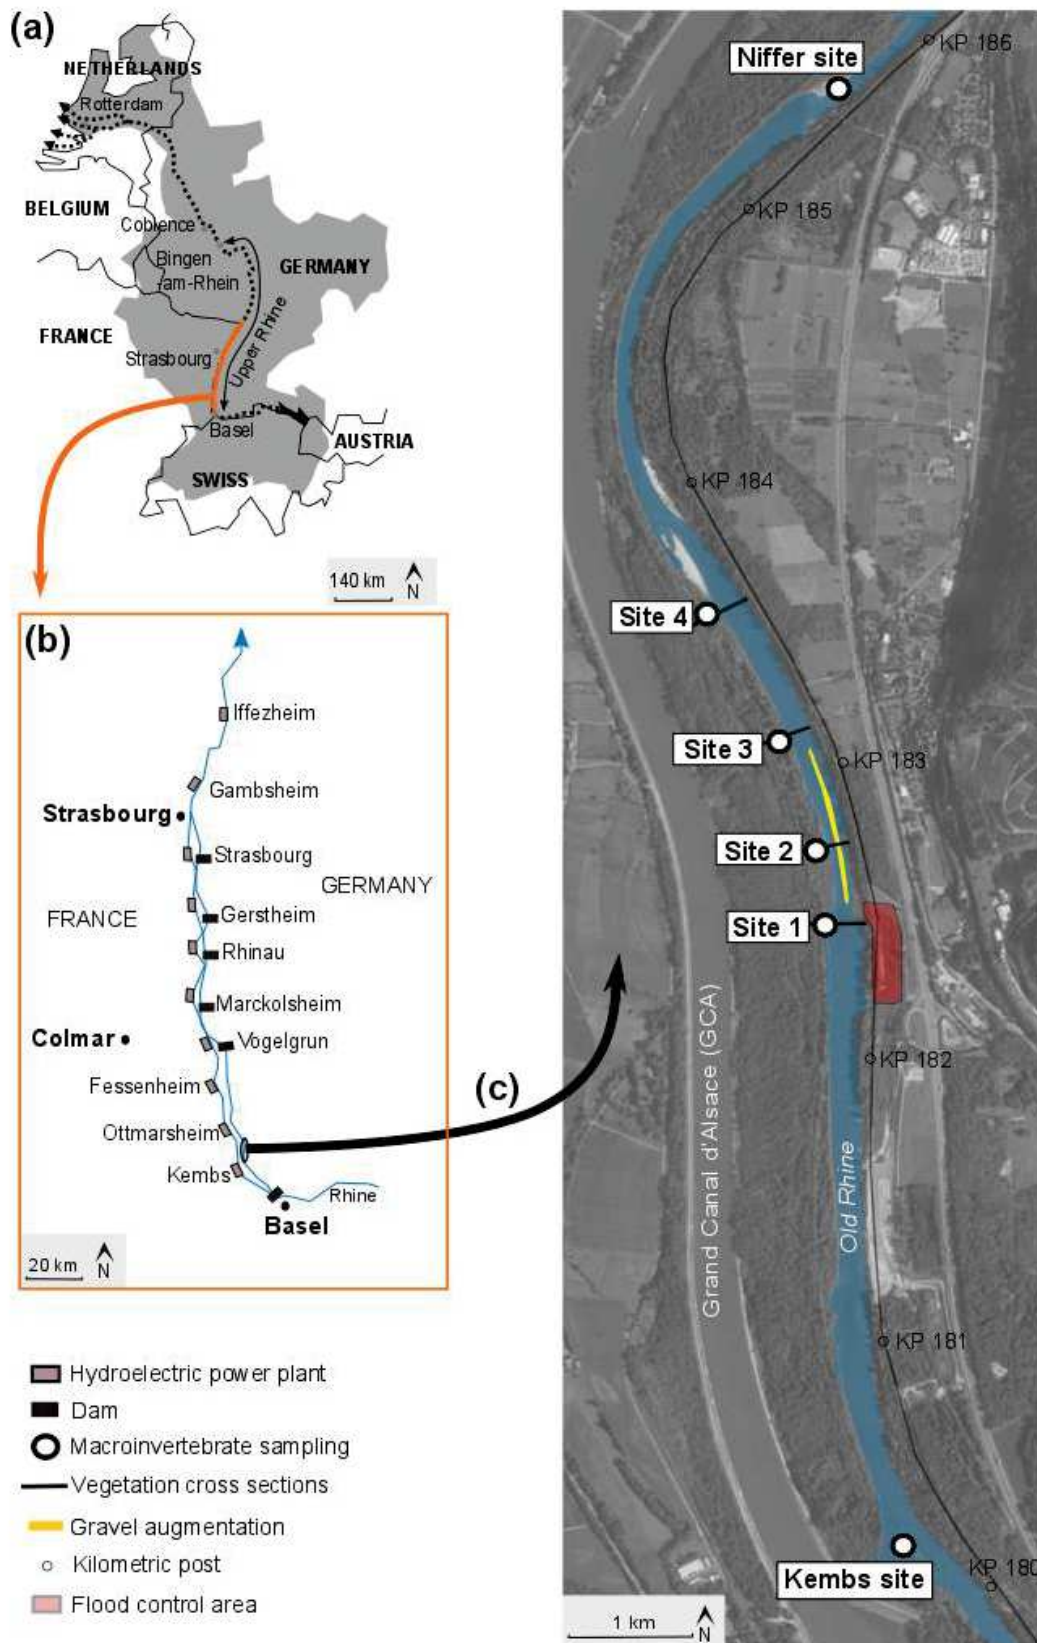 (a)
NETHERLANDS
Rotterdam
BELGIUM
Coblence
Bingen
-am-Rhein
GERMANY
FRANCE
Strasbourg
Upper Rhine
Basel
AUSTRIA
SWISS
140 km
N
(b)
Iffezheim
Gambsheim
Strasbourg
Strasbourg
GERMANY
FRANCE
Gerstheim
Rhinau
Marckolsheim
Colmar
Vogelgrun
Fessenheim
Ottmarsheim
Kembs
Rhine
Basel
20 km
N
(c)
Hydroelectric power plant
Dam
Macroinvertebrate sampling
Vegetation cross sections
Gravel augmentation
Kilometric post
Flood control area
KP 186
Niffer site
KP 185
KP 184
Site 4
Site 3
KP 183
Site 2
Site 1
KP 182
Grand Canal d'Alsace (GCA)
Old Rhine
KP 181
KP 180
Kembs site
1 km
N